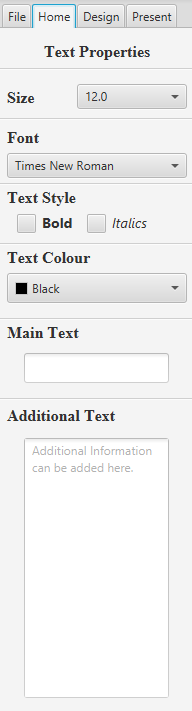 File Home Design Present
Text Properties
Size 12.0
Font
Times New Roman
Text Style
Bold Italics
Text Colour
Black
Main Text
Additional Text
Additional Information
can be added here.